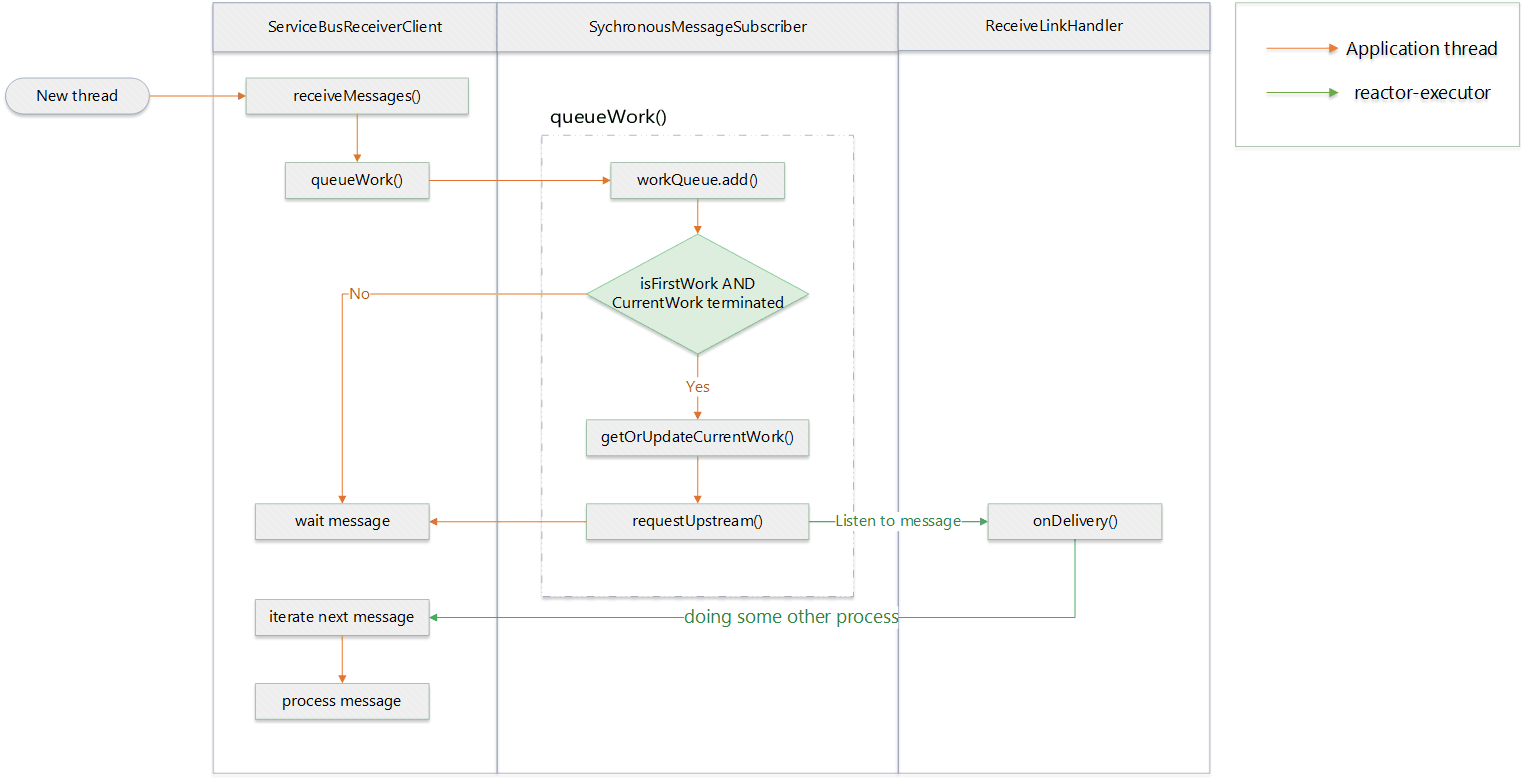 ServiceBusReceiverClient
SychronousMessageSubscriber
ReceiveLinkHandler
Application thread
reactor-executor
New thread
receiveMessages()
queueWork()
queueWork()
workQueue.add()
isFirstWork AND
CurrentWork terminated
No
Yes
getOrUpdateCurrentWork()
wait message
requestUpstream()
Listen to message
onDelivery()
iterate next message
doing some other process
process message